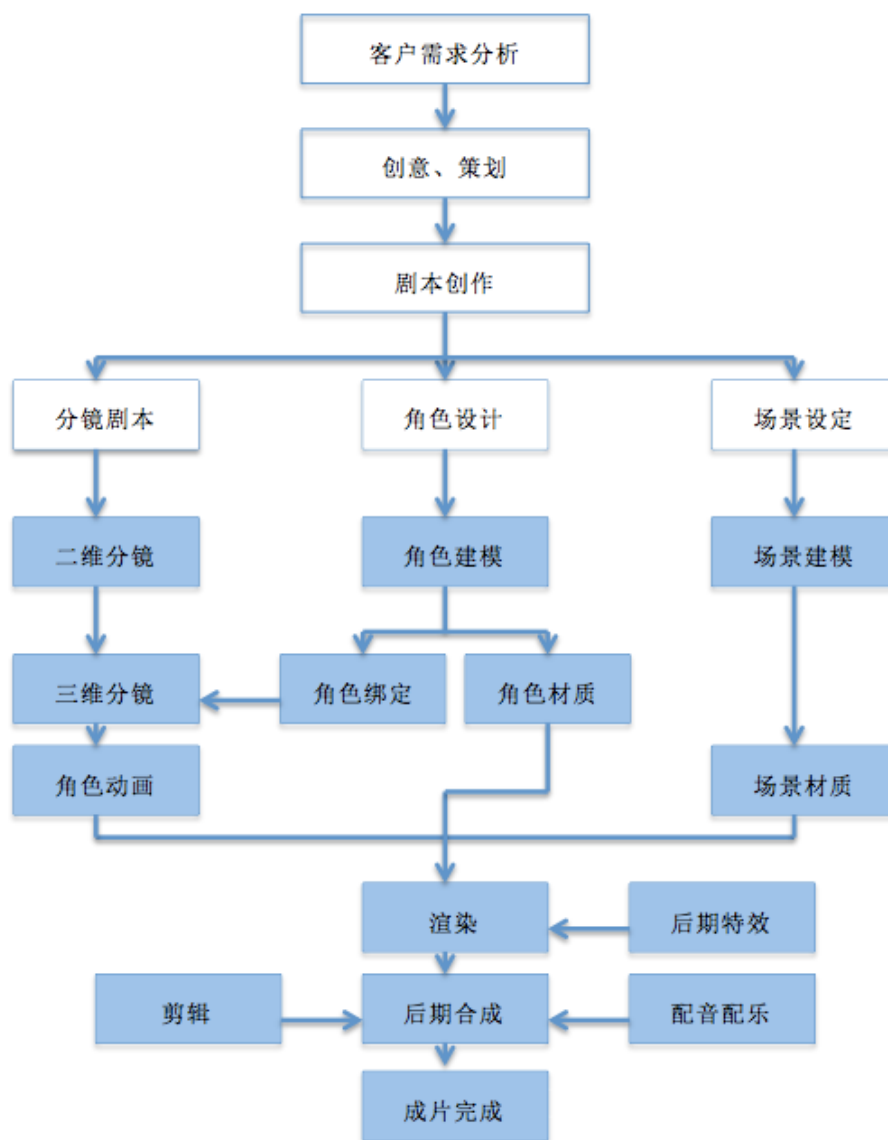 客户需求分析
创意、策划
剧本创作
分镜剧本
角色设计
场景设定
二维分镜
角色建模
场景建模
三维分镜
角色绑定
角色材质
角色动画
场景材质
渲染
后期特效
剪辑
后期合成
配音配乐
成片完成